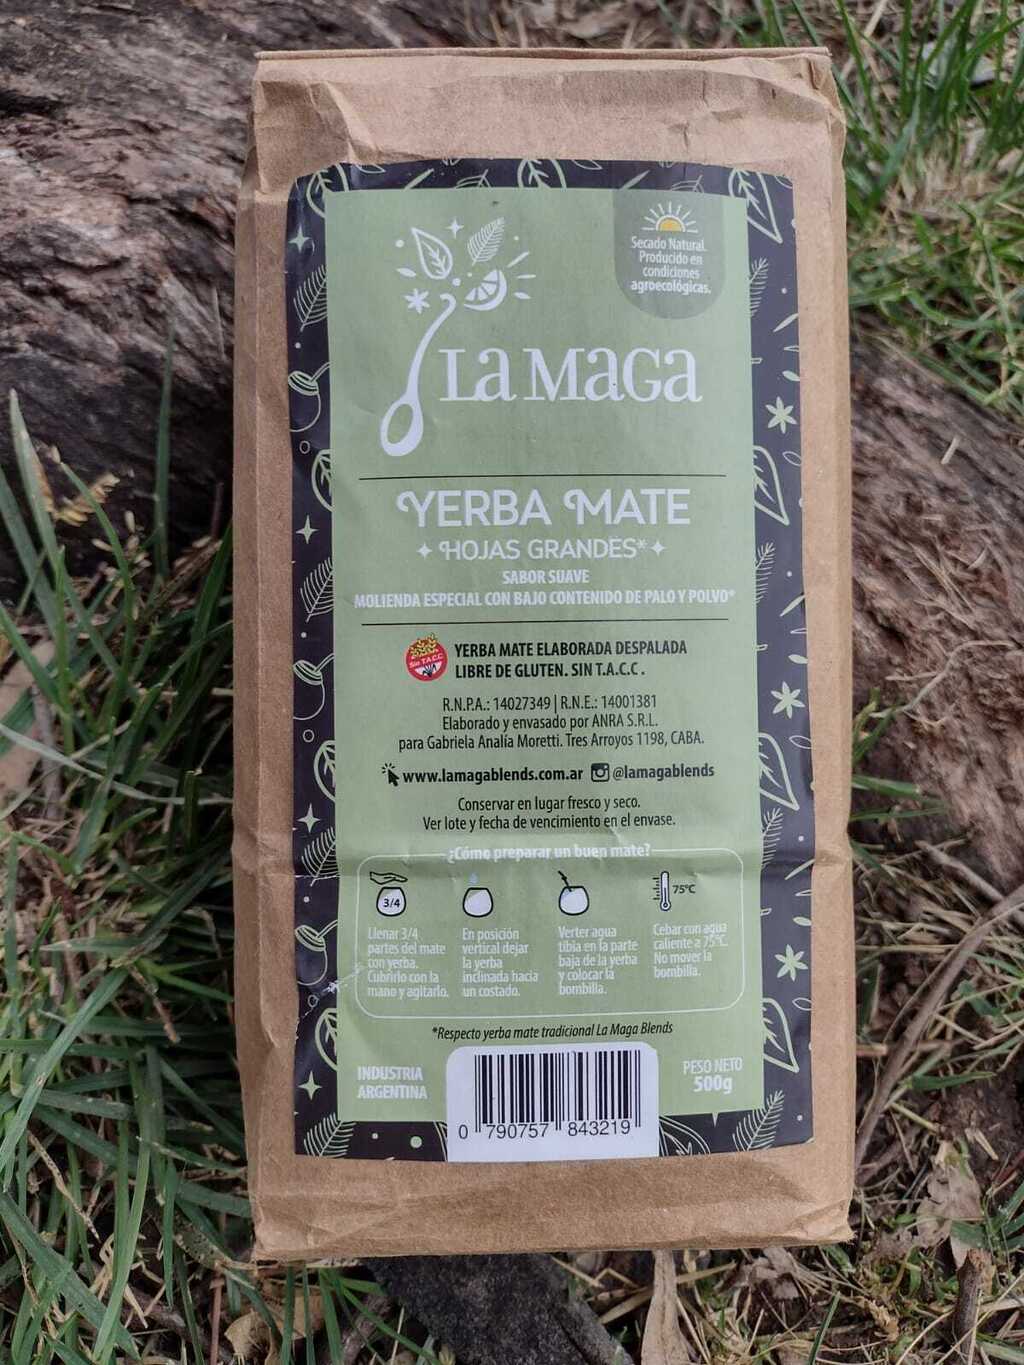 Secado Natural.
Producido en
condiciones
agroecológicas.
LA MAGA
YERBA MATE
HOJAS GRANDES*
SABOR SUAVE
MOLIENDA ESPECIAL CON BAJO CONTENIDO DE PALO Y POLVO*
Sin T.A.C.C.
YERBA MATE ELABORADA DESPALADA
LIBRE DE GLUTEN. SIN T.A.C.C.
R.N.P.A.: 14027349 | R.N.E.: 14001381
Elaborado y envasado por ANRA S.R.L.
para Gabriela Analía Moretti. Tres Arroyos 1198, CABA.
www.lamagablends.com.ar @lamagablends
Conservar en lugar fresco y seco.
Ver lote y fecha de vencimiento en el envase.
¿Cómo preparar un buen mate?
3/4
Llenar 3/4
partes del mate
con yerba.
Cubrirlo con la
mano y agitarlo.
En posición
vertical dejar
la yerba
inclinada hacia
un costado.
Verter agua
tibia en la parte
baja de la yerba
y colocar la
bombilla.
75°C
Cebar con agua
caliente a 75°C.
No mover la
bombilla.
*Respecto yerba mate tradicional La Maga Blends
INDUSTRIA
ARGENTINA
0 790757 843219
PESO NETO
500g